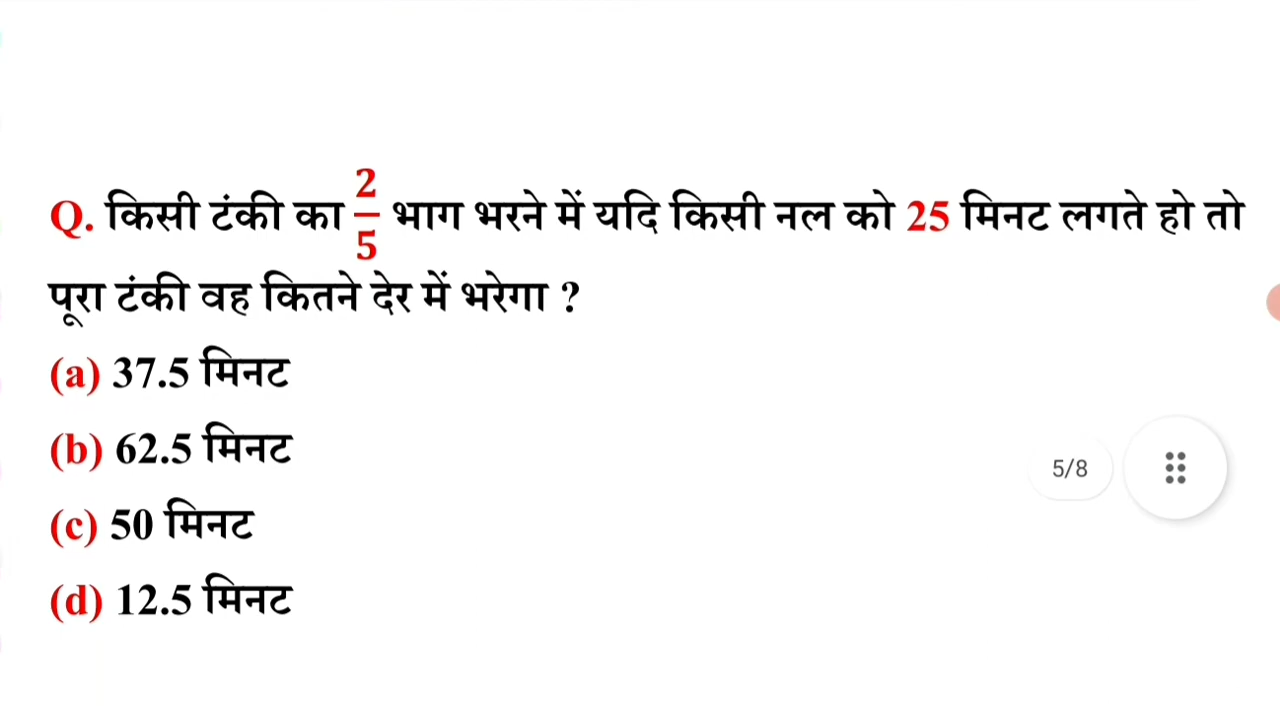 Q. किसी टंकी का 2/5 भाग भरने में यदि किसी नल को 25 मिनट लगते हो तो
पूरा टंकी वह कितने देर में भरेगा ?
(a) 37.5 मिनट
(b) 62.5 मिनट
5/8
(c) 50 मिनट
(d) 12.5 मिनट